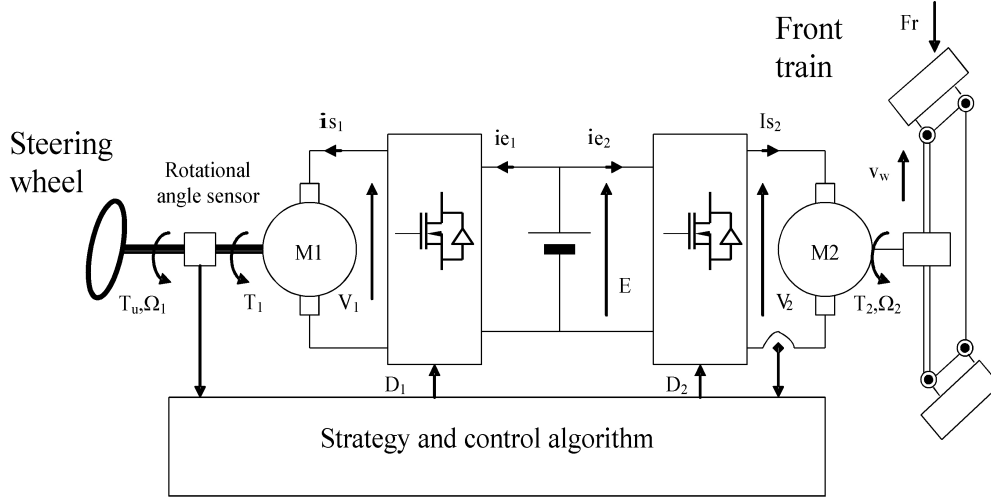 Front
train
Fr
Steering
wheel
Rotational
angle sensor
is₁
ie₁
ie₂
Is₂
v_w
M1
M2
Tᵤ,Ω₁
T₁
V₁
E
V₂
T₂,Ω₂
D₁
D₂
Strategy and control algorithm